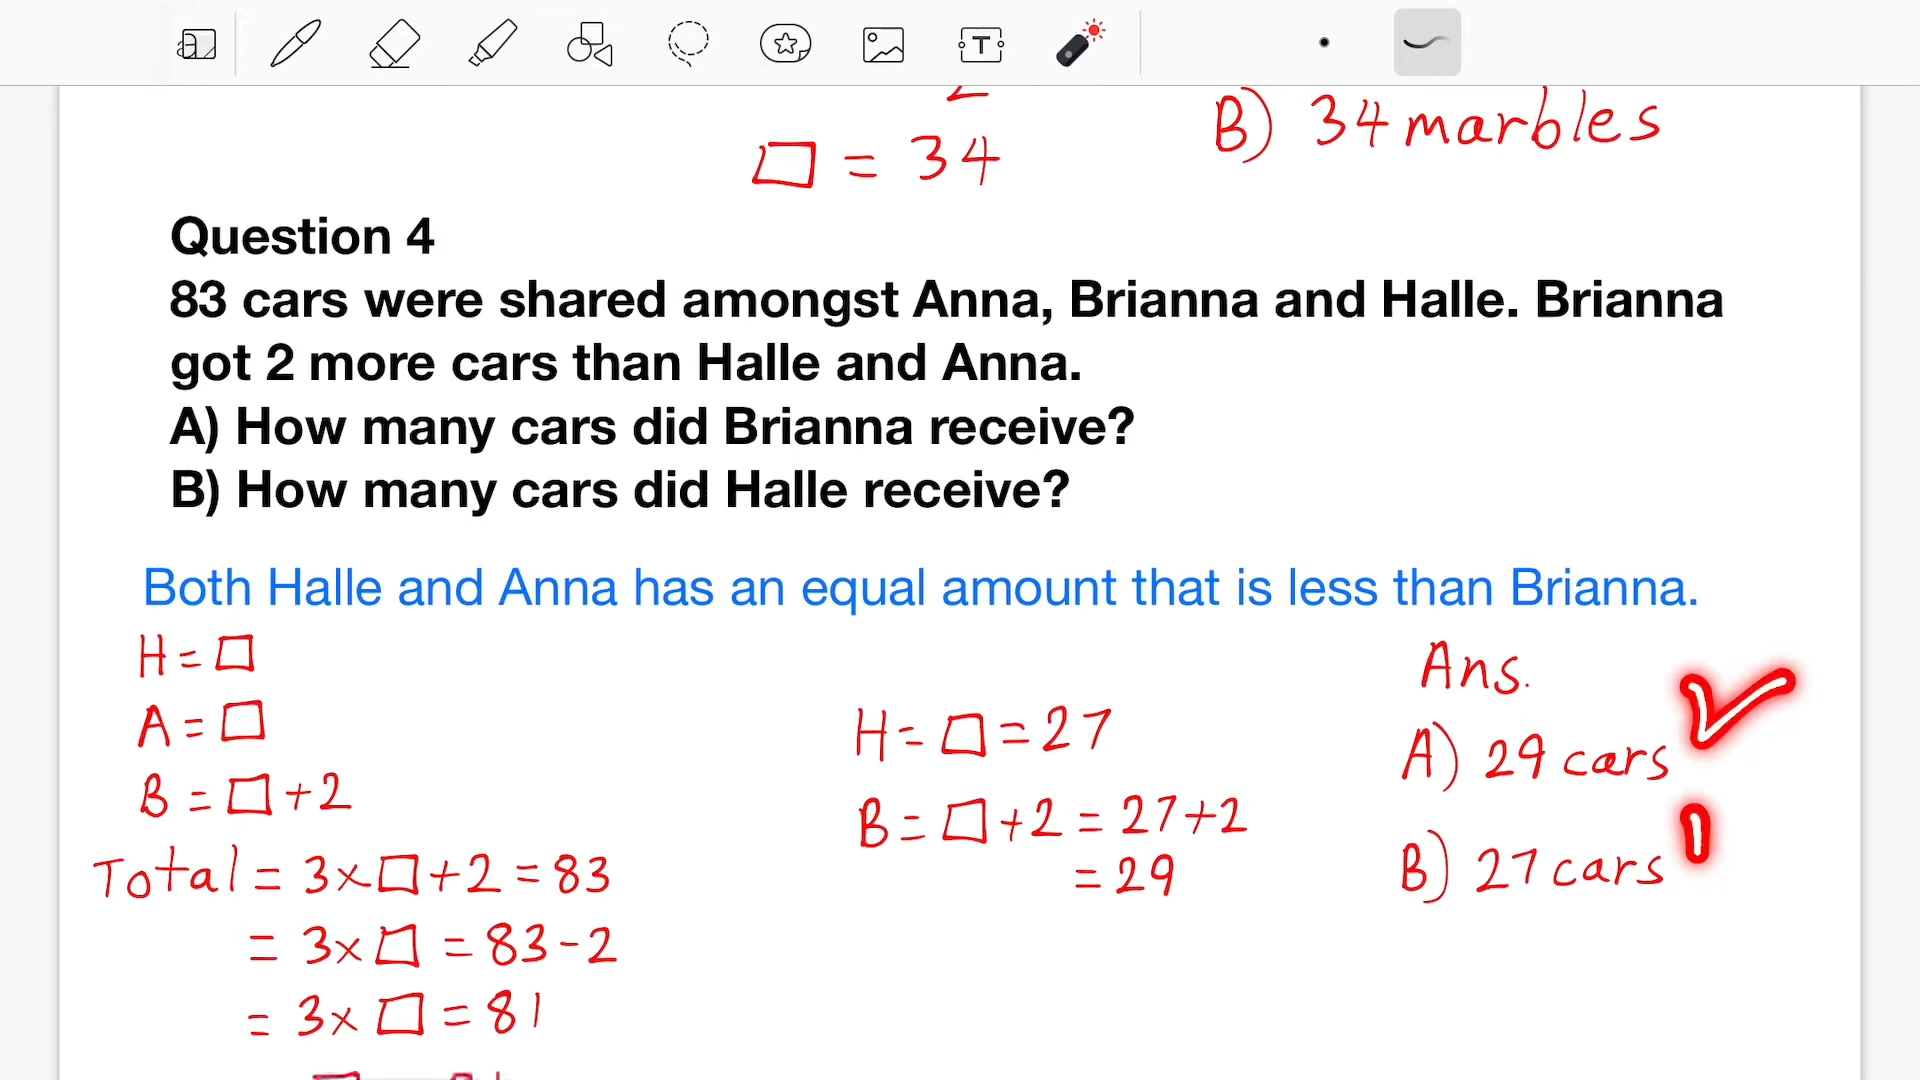 □ = 34
B) 34 marbles
Question 4
83 cars were shared amongst Anna, Brianna and Halle. Brianna
got 2 more cars than Halle and Anna.
A) How many cars did Brianna receive?
B) How many cars did Halle receive?
Both Halle and Anna has an equal amount that is less than Brianna.
H = □
A = □
B = □ + 2
Total = 3 × □ + 2 = 83
= 3 × □ = 83 - 2
= 3 × □ = 81
H = □ = 27
B = □ + 2 = 27 + 2
= 29
Ans.
A) 29 cars
B) 27 cars